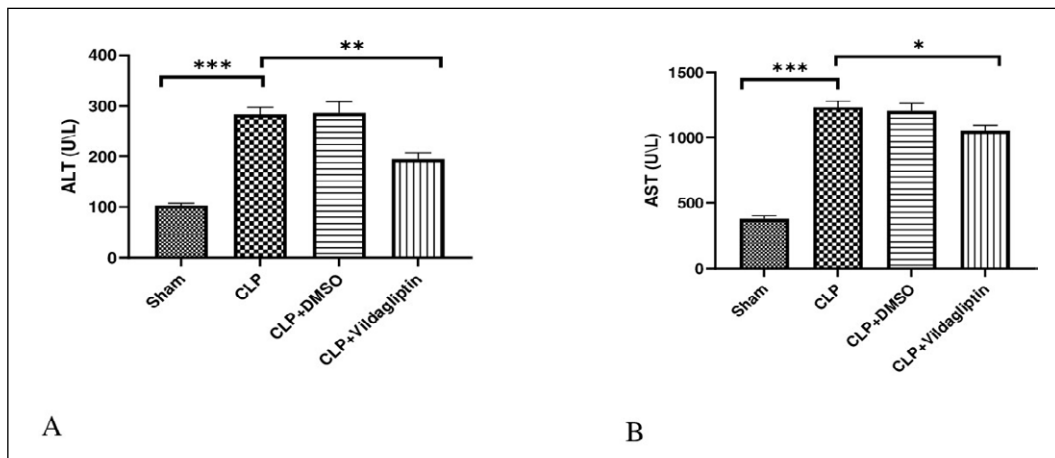 ***
**
400
300
200
100
0
ALT (U\L)
Sham
CLP
CLP+DMSO
CLP+Vildagliptin
A
***
*
1500
1000
500
0
AST (U\L)
Sham
CLP
CLP+DMSO
CLP+Vildagliptin
B